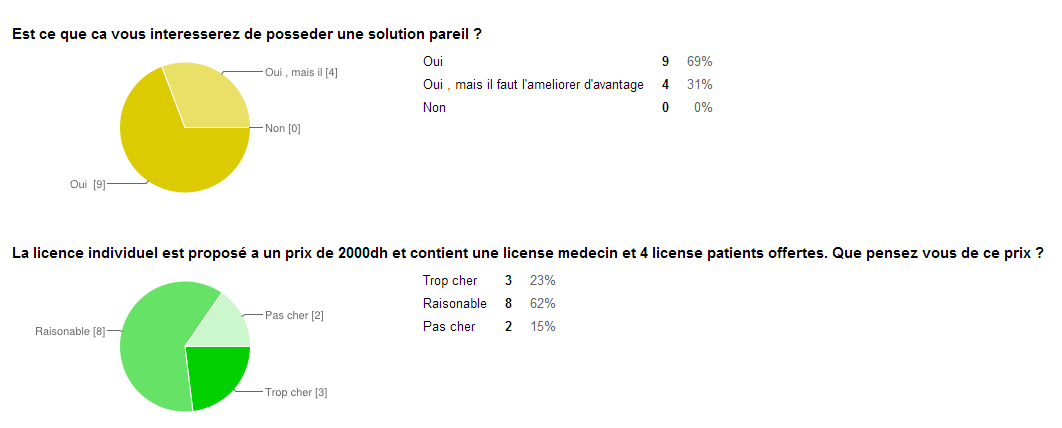 Est ce que ca vous interesserez de posseder une solution pareil ?
Oui , mais il [4]
Non [0]
Oui [9]
Oui 9 69%
Oui , mais il faut l'ameliorer d'avantage 4 31%
Non 0 0%
La licence individuel est proposé a un prix de 2000dh et contient une license medecin et 4 license patients offertes. Que pensez vous de ce prix ?
Pas cher [2]
Raisonable [8]
Trop cher [3]
Trop cher 3 23%
Raisonable 8 62%
Pas cher 2 15%